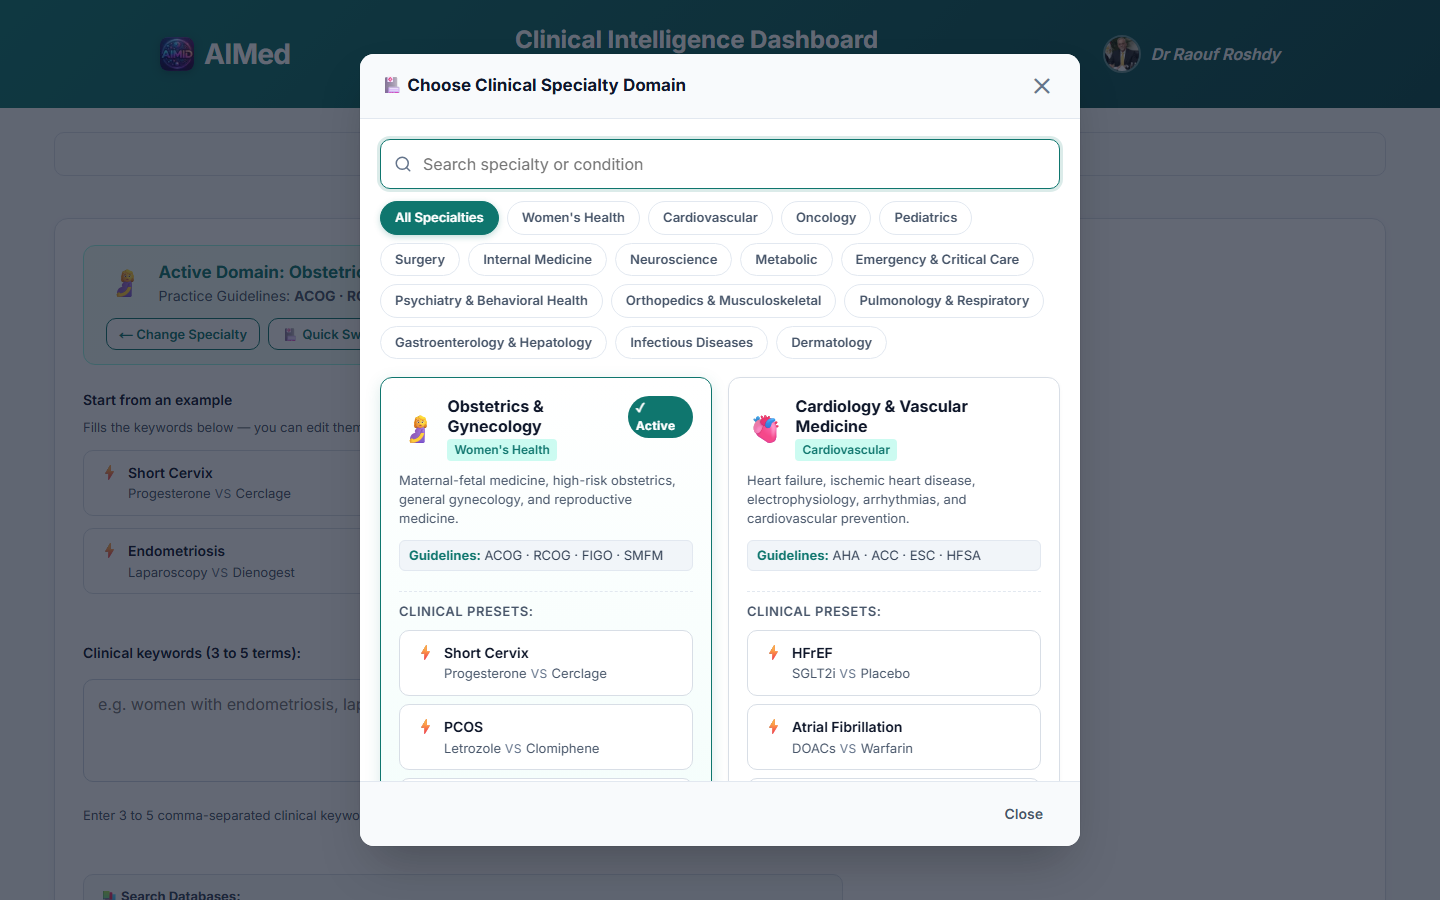 AIMed
Clinical Intelligence Dashboard
Dr Raouf Roshdy
Choose Clinical Specialty Domain
Search specialty or condition
All Specialties
Women's Health
Cardiovascular
Oncology
Pediatrics
Surgery
Internal Medicine
Neuroscience
Metabolic
Emergency & Critical Care
Psychiatry & Behavioral Health
Orthopedics & Musculoskeletal
Pulmonology & Respiratory
Gastroenterology & Hepatology
Infectious Diseases
Dermatology
Obstetrics &
Gynecology
✓
Active
Women's Health
Maternal-fetal medicine, high-risk obstetrics,
general gynecology, and reproductive
medicine.
Guidelines: ACOG · RCOG · FIGO · SMFM
CLINICAL PRESETS:
Short Cervix
Progesterone VS Cerclage
PCOS
Letrozole VS Clomiphene
Cardiology & Vascular
Medicine
Cardiovascular
Heart failure, ischemic heart disease,
electrophysiology, arrhythmias, and
cardiovascular prevention.
Guidelines: AHA · ACC · ESC · HFSA
CLINICAL PRESETS:
HFrEF
SGLT2i VS Placebo
Atrial Fibrillation
DOACs VS Warfarin
Close
Active Domain: Obstetric
Practice Guidelines: ACOG · RC
← Change Specialty
Quick Sw
Start from an example
Fills the keywords below — you can edit them
Short Cervix
Progesterone VS Cerclage
Endometriosis
Laparoscopy VS Dienogest
Clinical keywords (3 to 5 terms):
e.g. women with endometriosis, lap
Enter 3 to 5 comma-separated clinical keywo
Search Databases: